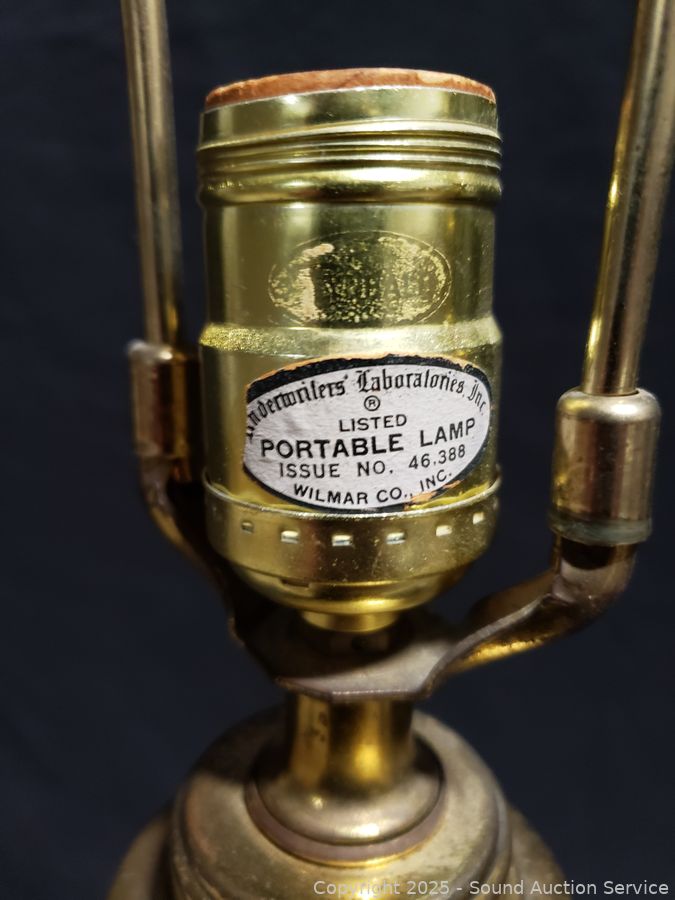 Underwriters' Laboratories, Inc.
®
LISTED
PORTABLE LAMP
ISSUE NO. 46,388
WILMAR CO., INC.
Copyright 2025 - Sound Auction Service